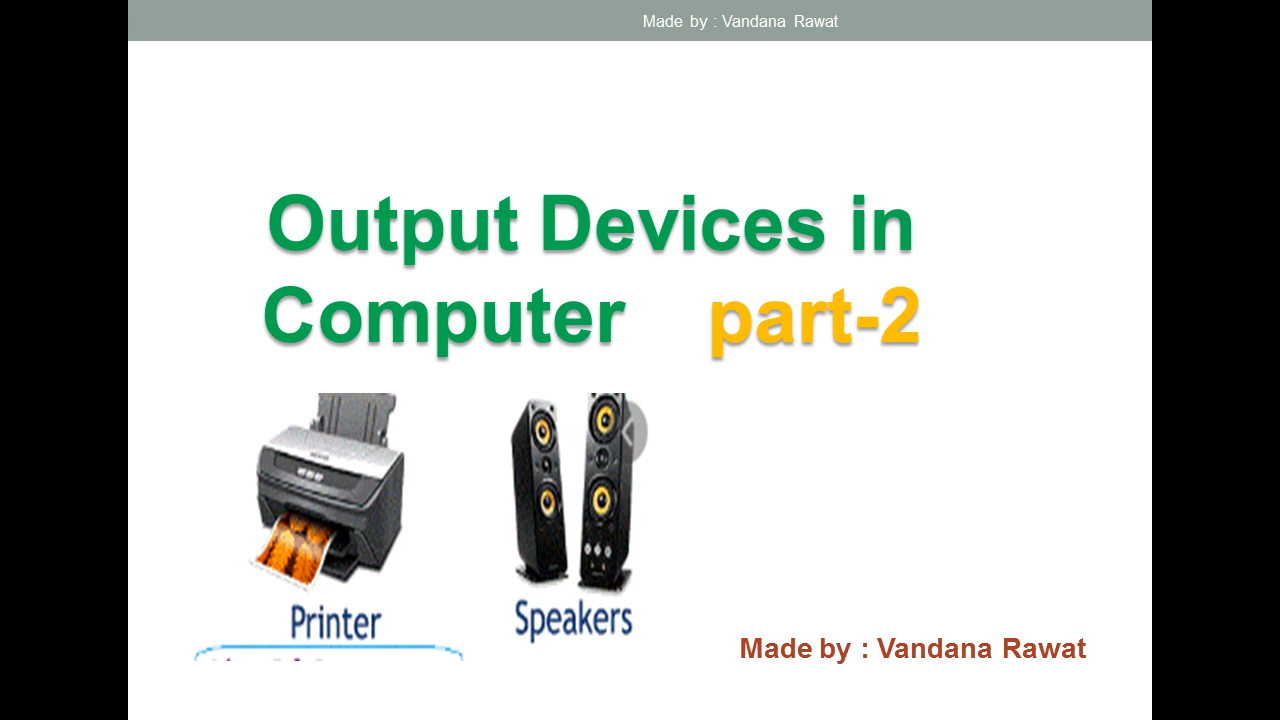 Made by : Vandana Rawat
Output Devices in
Computer part-2
Printer
Speakers
Made by : Vandana Rawat